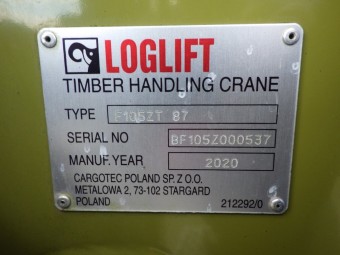 LOGLIFT
TIMBER HANDLING CRANE
TYPE F105ZT 87
SERIAL NO BF105Z000537
MANUF. YEAR 2020
CARGOTEC POLAND SP. Z O.O.
METALOWA 2, 73-102 STARGARD
POLAND 212292/0